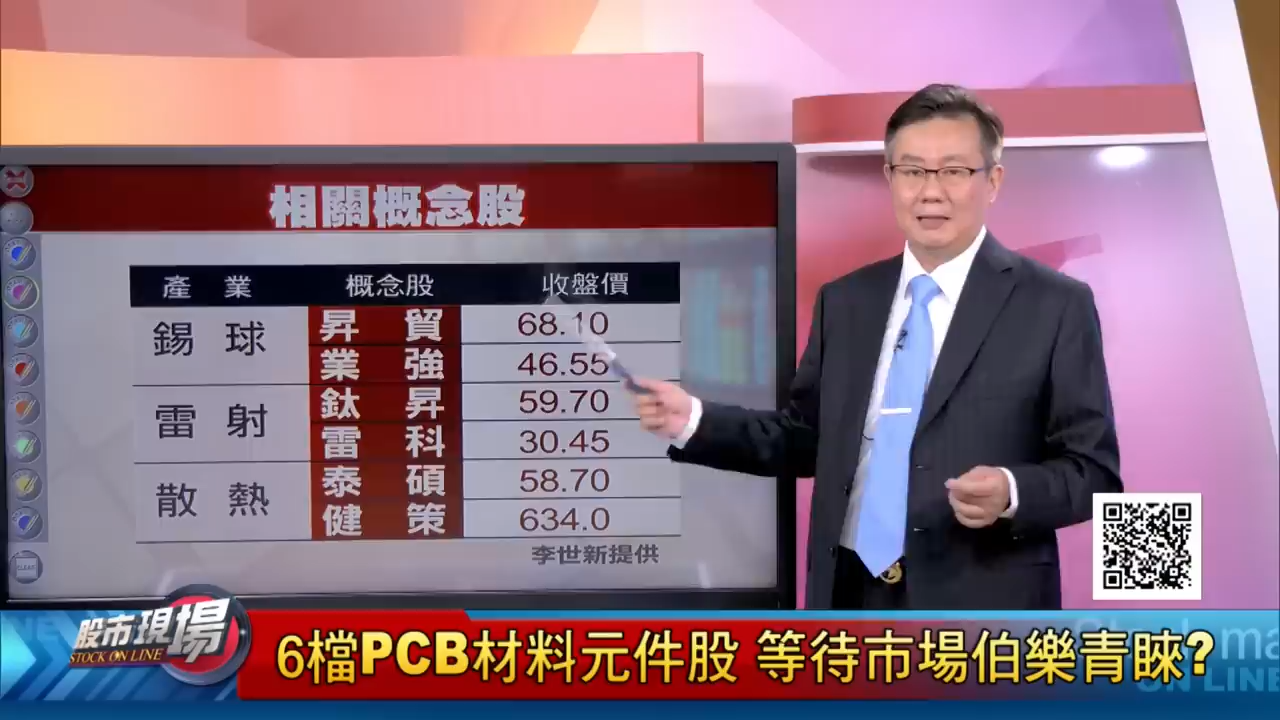 相關概念股
產業 概念股 收盤價
錫球 昇貿 68.10
業強 46.55
雷射 鈦昇 59.70
雷科 30.45
散熱 泰碩 58.70
健策 634.0
李世新提供
CLEAR
股市現場
STOCK ON LINE
6檔PCB材料元件股 等待市場伯樂青睞?
ON LINE